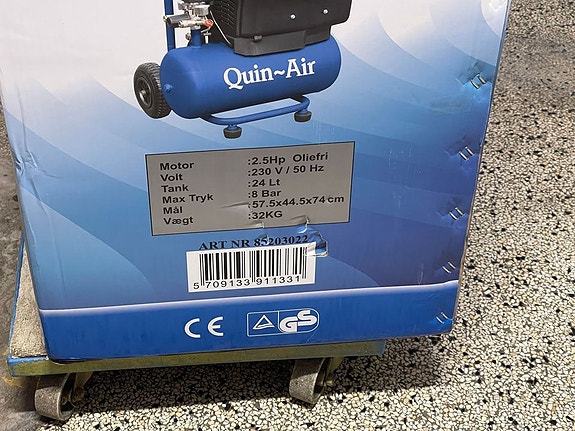 Quin~Air
Motor :2.5Hp Oliefri
Volt :230 V / 50 Hz
Tank :24 Lt
Max Tryk :8 Bar
Mål :57.5x44.5x74 cm
Vægt :32KG
ART NR 85203022
5 709133 911331
CE GS